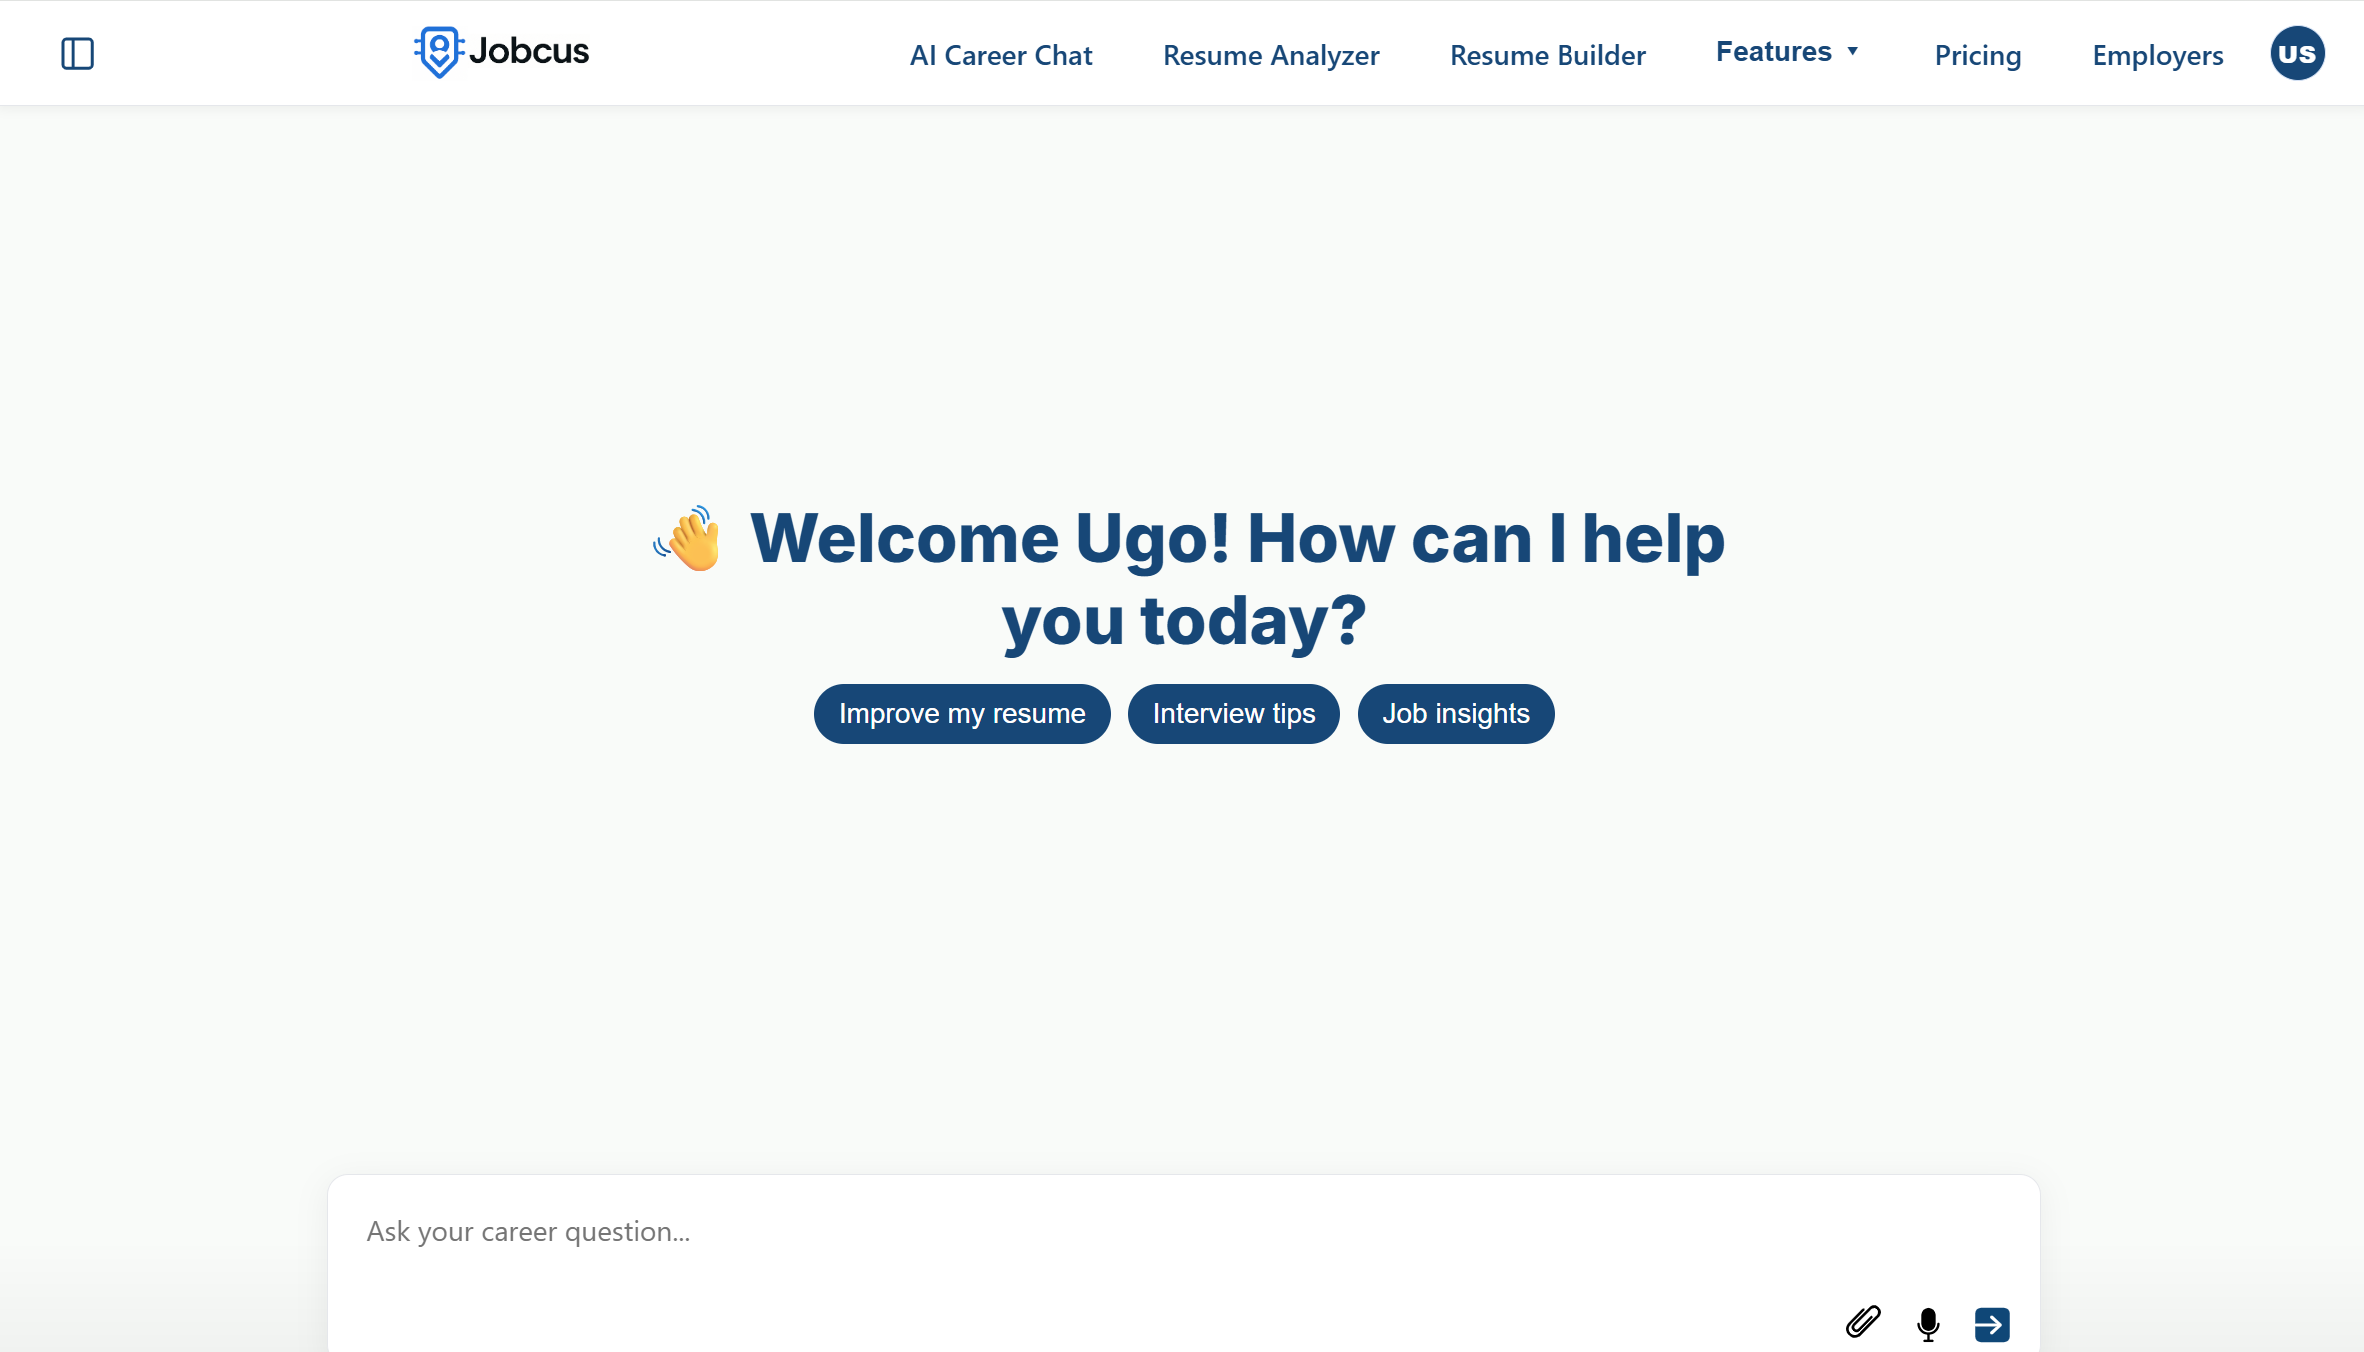 Jobcus
AI Career Chat
Resume Analyzer
Resume Builder
Features
Pricing
Employers
US
Welcome Ugo! How can I help
you today?
Improve my resume
Interview tips
Job insights
Ask your career question...